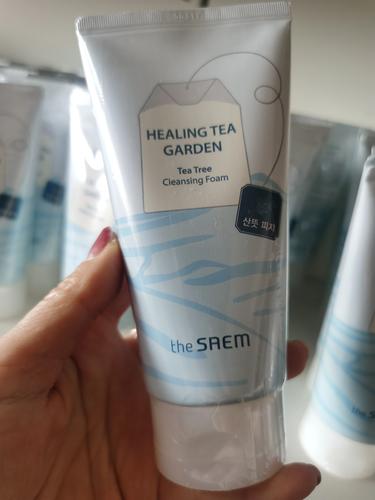 HEALING TEA
GARDEN
Tea Tree
Cleansing Foam
산뜻 피지
the SAEM